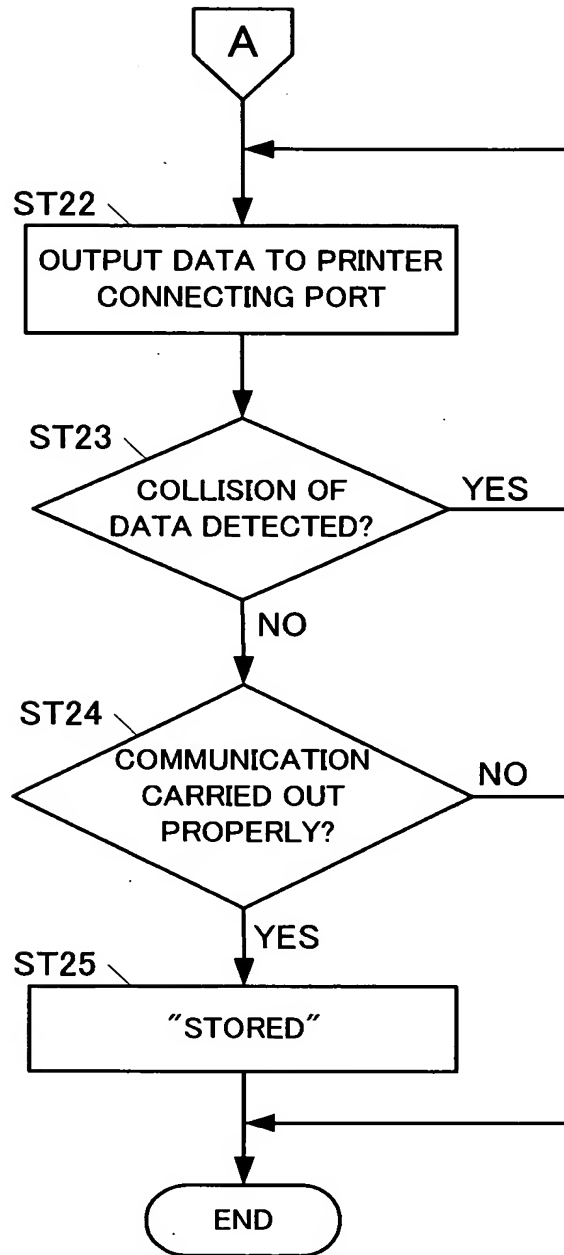 A
ST22
OUTPUT DATA TO PRINTER
CONNECTING PORT
ST23
COLLISION OF
DATA DETECTED?
YES
NO
ST24
COMMUNICATION
CARRIED OUT
PROPERLY?
NO
YES
ST25
"STORED"
END